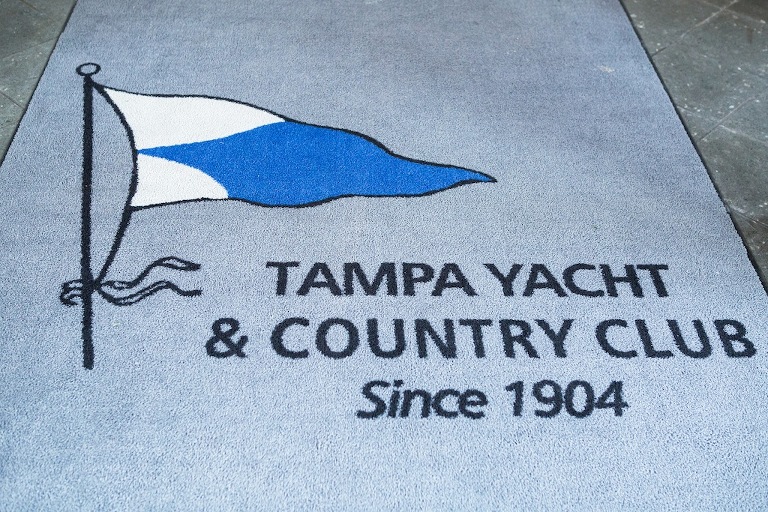 TAMPA YACHT
& COUNTRY CLUB
Since 1904